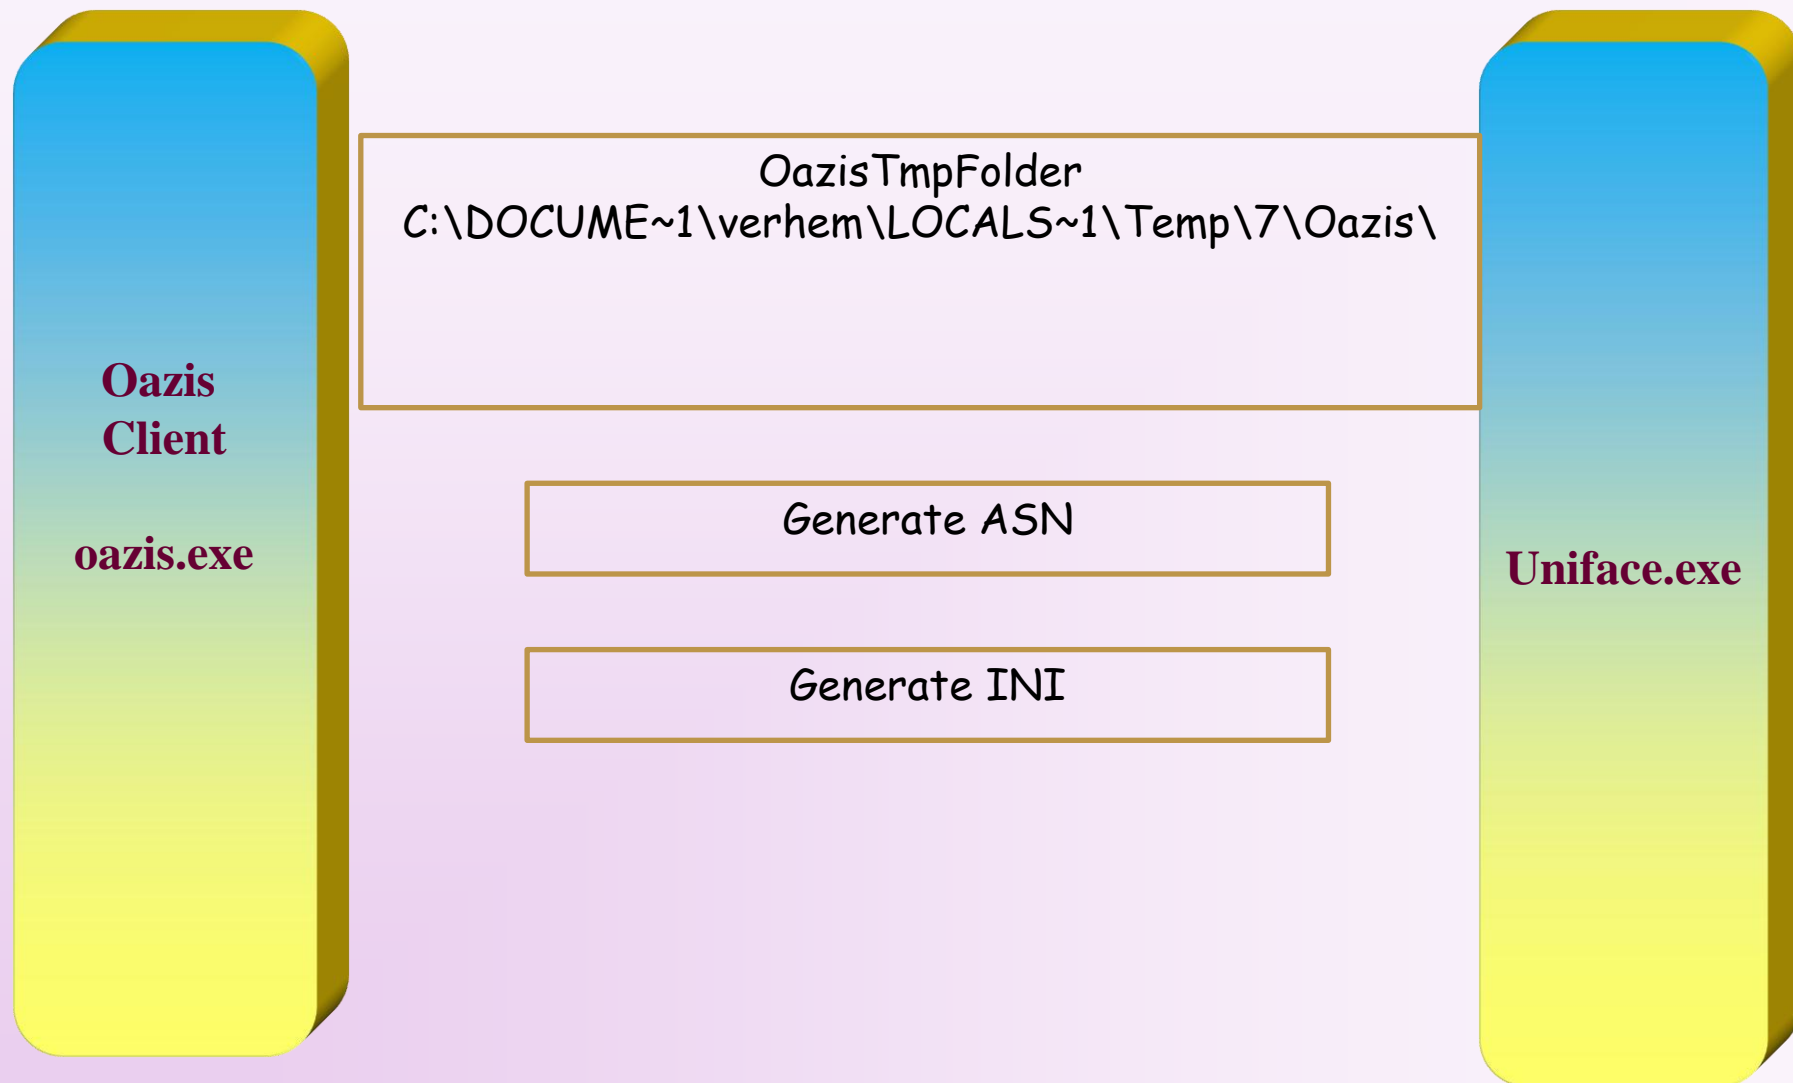 Oazis
Client
oazis.exe
OazisTmpFolder
C:\DOCUME~1\verhem\LOCALS~1\Temp\7\Oazis\
Generate ASN
Generate INI
Uniface.exe